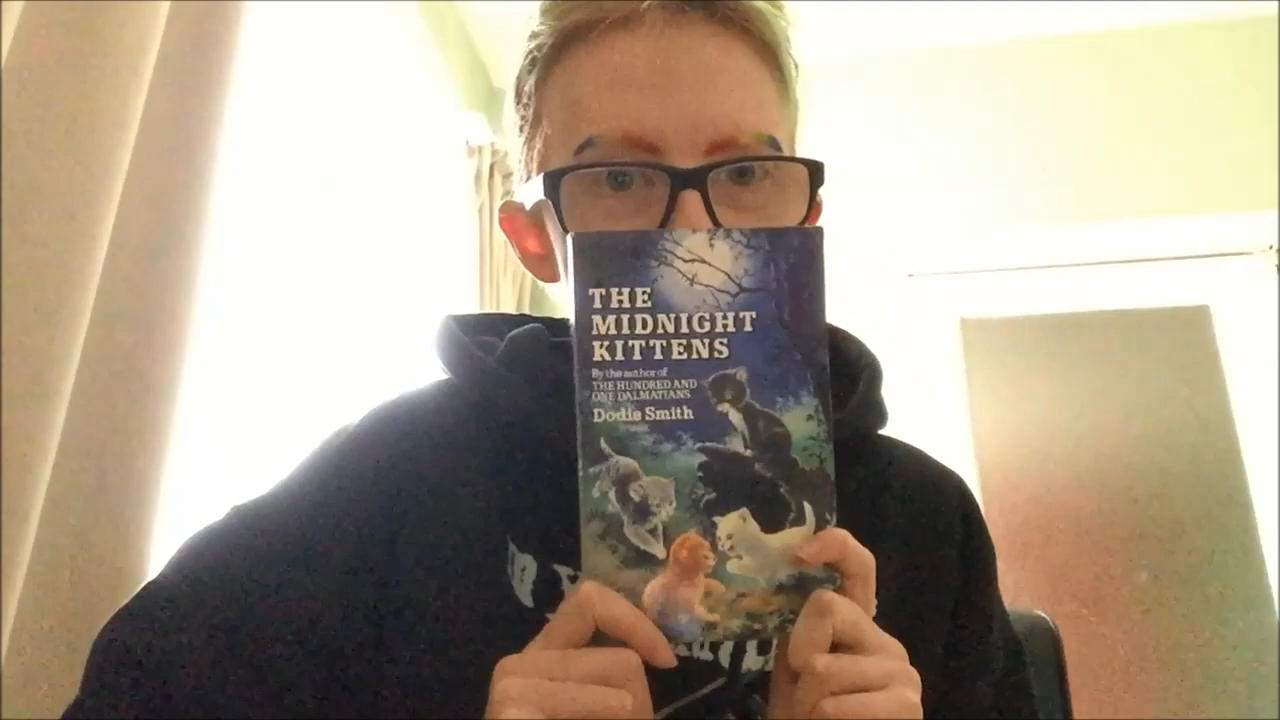 THE
MIDNIGHT
KITTENS
By the author of
THE HUNDRED AND
ONE DALMATIANS
Dodie Smith